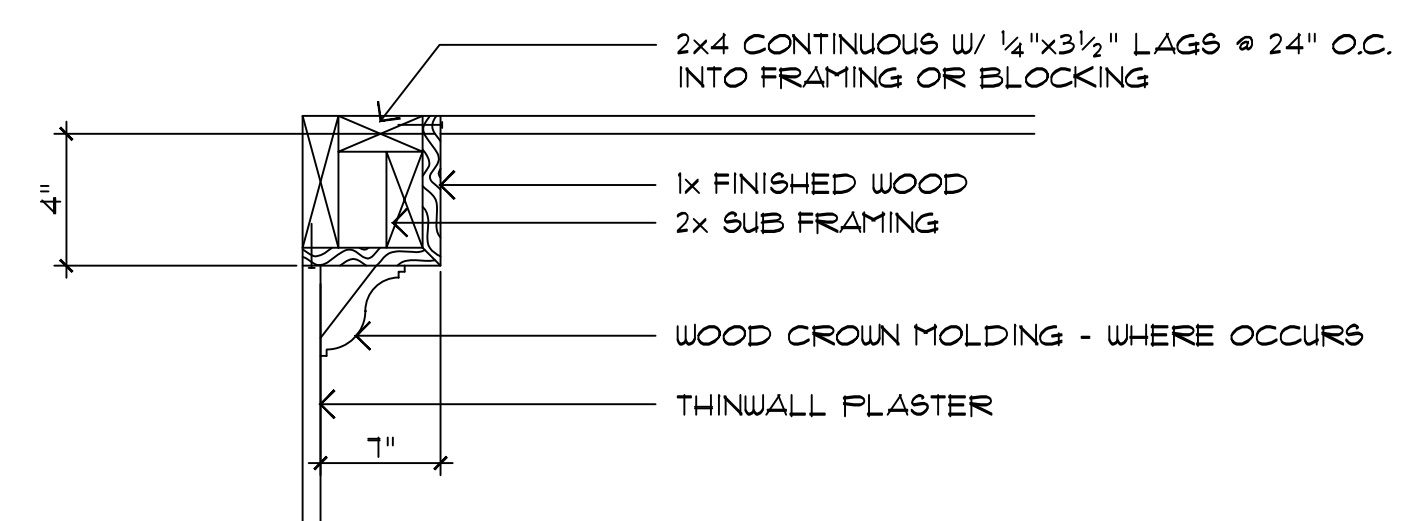 2x4 CONTINUOUS W/ ¼"x3½" LAGS @ 24" O.C.
INTO FRAMING OR BLOCKING
4"
1x FINISHED WOOD
2x SUB FRAMING
WOOD CROWN MOLDING - WHERE OCCURS
THINWALL PLASTER
7"